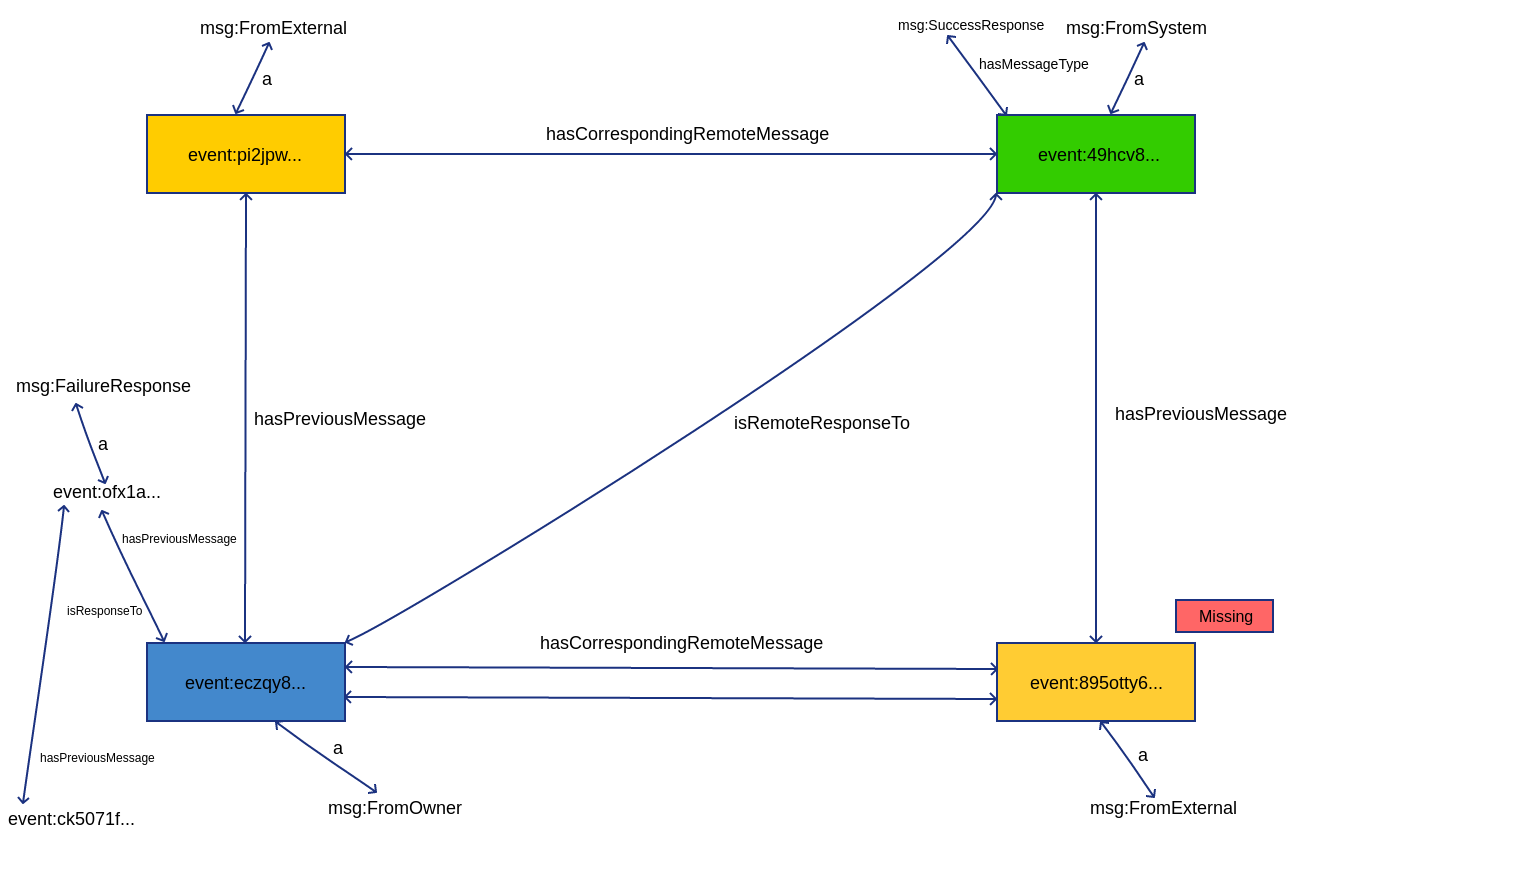 msg:FromExternal
msg:SuccessResponse
msg:FromSystem
hasMessageType
a
a
hasCorrespondingRemoteMessage
event:pi2jpw...
event:49hcv8...
msg:FailureResponse
hasPreviousMessage
isRemoteResponseTo
hasPreviousMessage
a
event:ofx1a...
hasPreviousMessage
isResponseTo
Missing
hasCorrespondingRemoteMessage
event:eczqy8...
event:895otty6...
a
a
hasPreviousMessage
msg:FromOwner
msg:FromExternal
event:ck5071f...